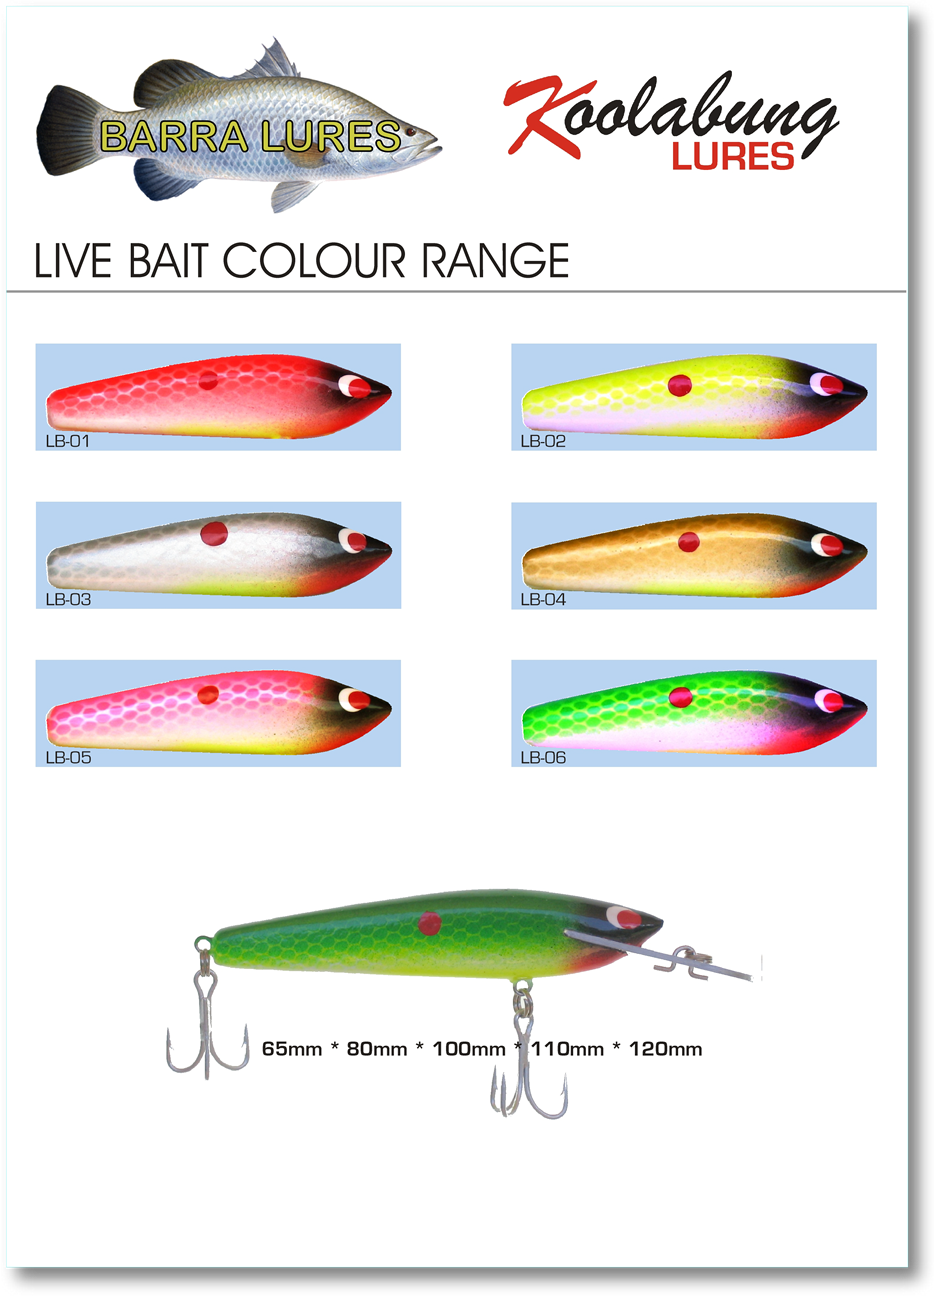 BARRA LURES
Koolabung
LURES
LIVE BAIT COLOUR RANGE
LB-01
LB-02
LB-03
LB-04
LB-05
LB-06
65mm * 80mm * 100mm * 110mm * 120mm